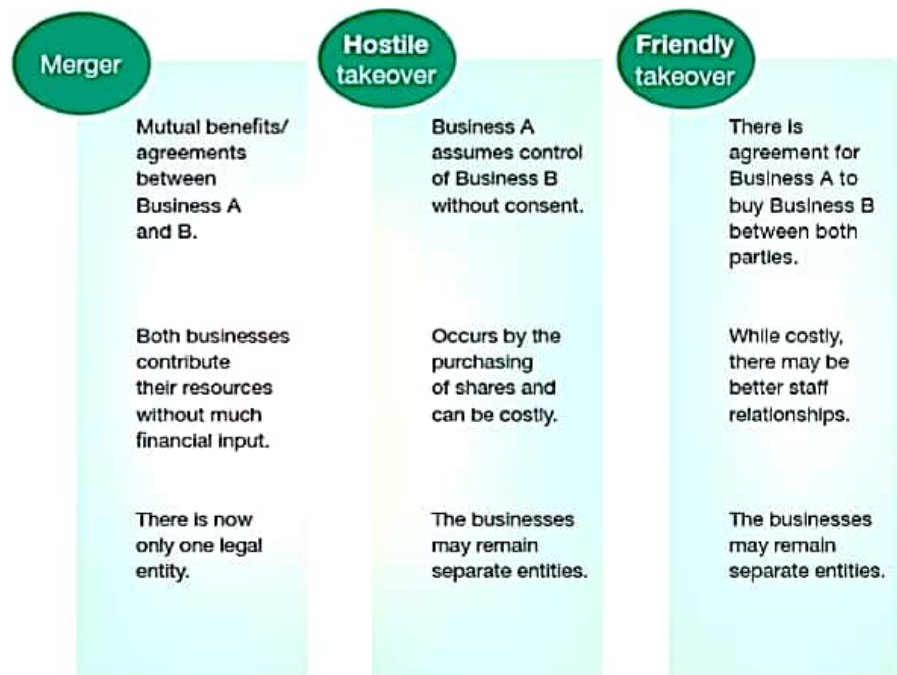 Merger
Mutual benefits/
agreements
between
Business A
and B.
Both businesses
contribute
their resources
without much
financial input.
There is now
only one legal
entity.
Hostile
takeover
Business A
assumes control
of Business B
without consent.
Occurs by the
purchasing
of shares and
can be costly.
The businesses
may remain
separate entities.
Friendly
takeover
There is
agreement for
Business A to
buy Business B
between both
parties.
While costly,
there may be
better staff
relationships.
The businesses
may remain
separate entities.